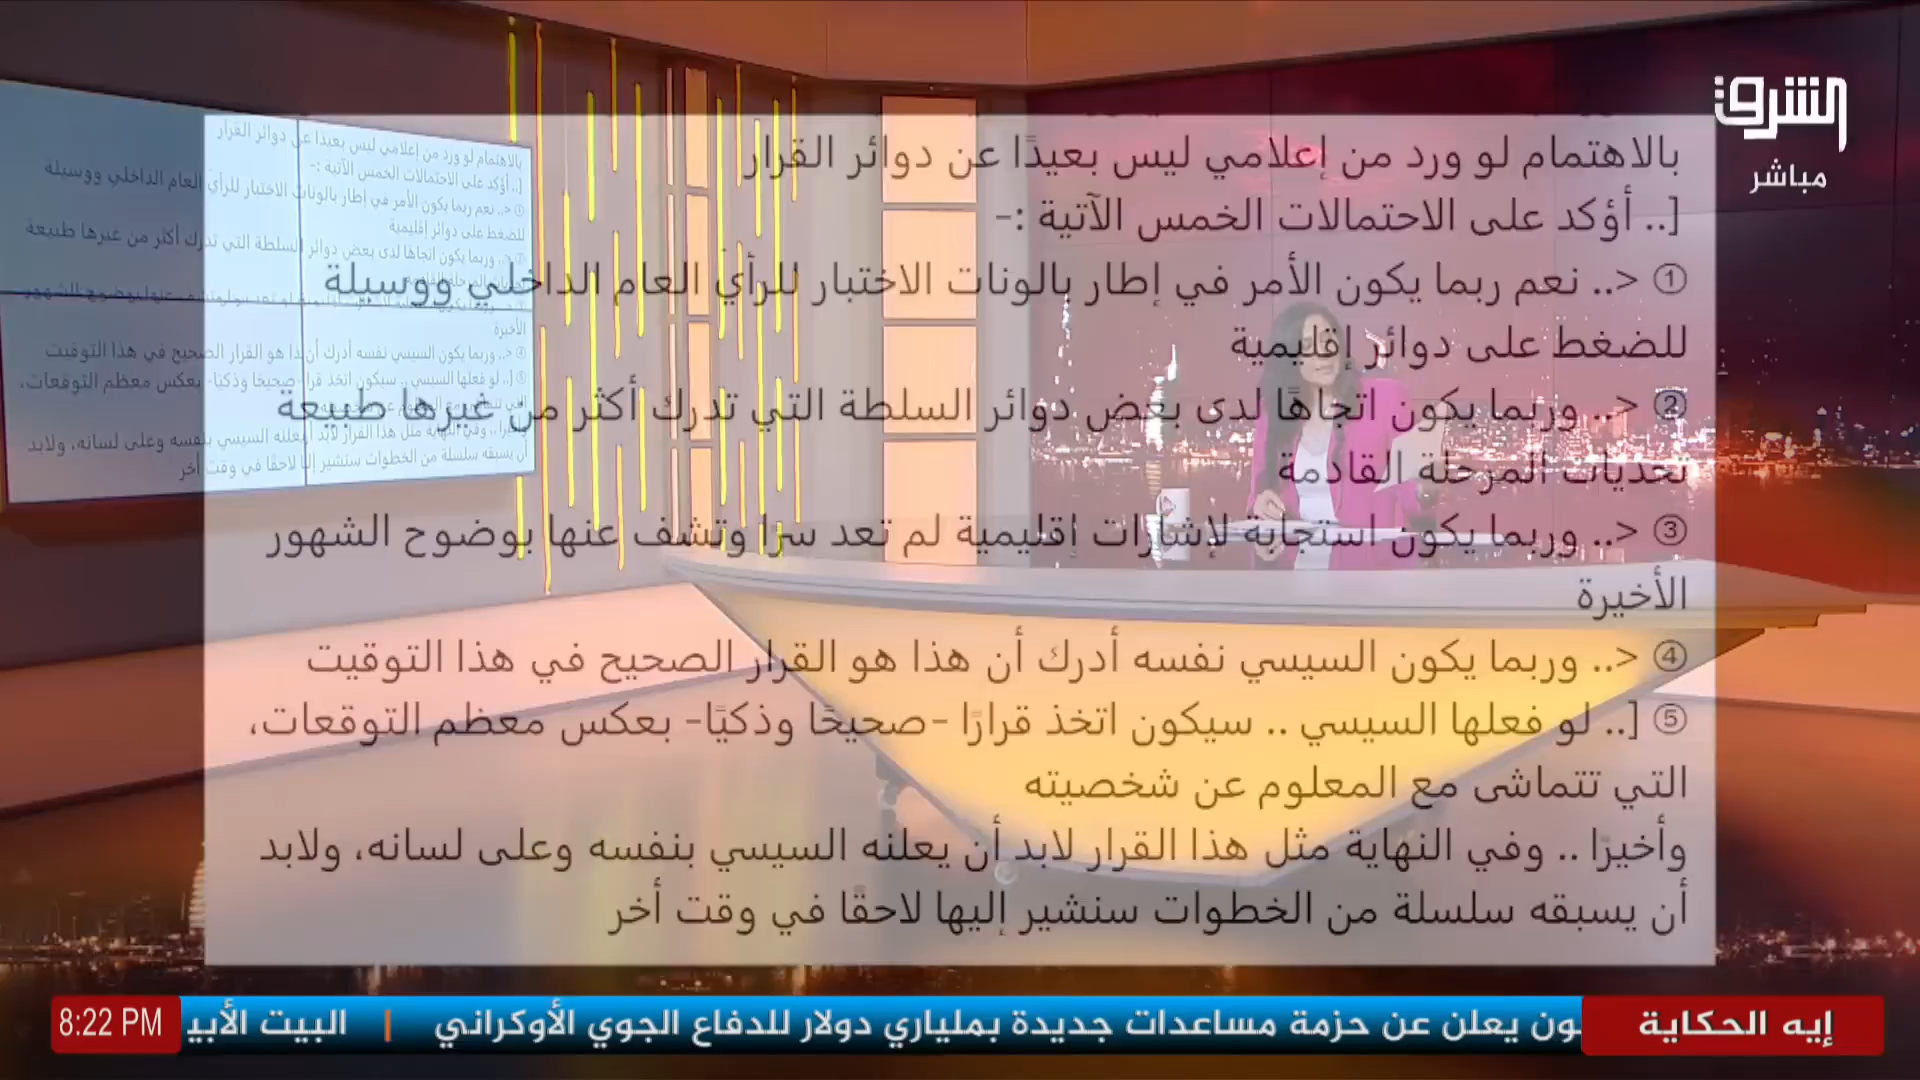 الشرق
مباشر
بالاهتمام لو ورد من إعلامي ليس بعيدًا عن دوائر القرار
[.. أؤكد على الاحتمالات الخمس الآتية :-
① <.. نعم ربما يكون الأمر في إطار بالونات الاختبار للرأي العام الداخلي ووسيلة
للضغط على دوائر إقليمية
② <.. وربما يكون اتجاهًا لدى بعض دوائر السلطة التي تدرك أكثر من غيرها طبيعة
تحديات المرحلة القادمة
③ <.. وربما يكون استجابة لإشارات إقليمية لم تعد سرا وتشف عنها بوضوح الشهور
الأخيرة
④ <.. وربما يكون السيسي نفسه أدرك أن هذا هو القرار الصحيح في هذا التوقيت
⑤ [.. لو فعلها السيسي .. سيكون اتخذ قرارًا -صحيحًا وذكيًا- بعكس معظم التوقعات،
التي تتماشى مع المعلوم عن شخصيته
وأخيرًا .. وفي النهاية مثل هذا القرار لابد أن يعلنه السيسي بنفسه وعلى لسانه، ولابد
أن يسبقه سلسلة من الخطوات سنشير إليها لاحقًا في وقت أخر
إيه الحكاية
ون يعلن عن حزمة مساعدات جديدة بملياري دولار للدفاع الجوي الأوكراني | البيت الأبي
8:22 PM